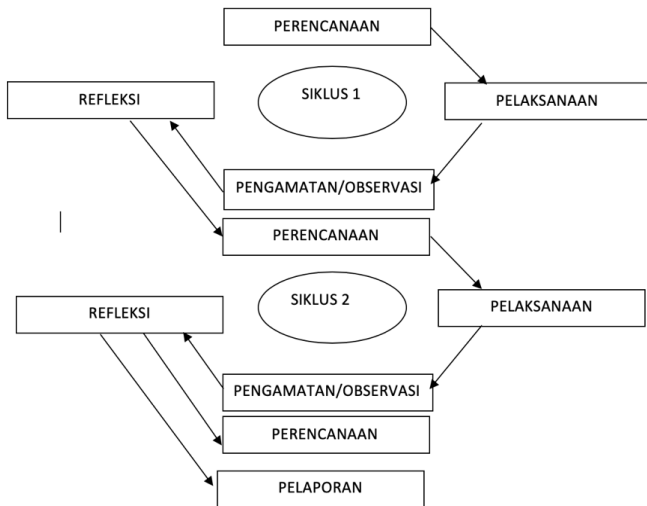 PERENCANAAN
REFLEKSI
SIKLUS 1
PELAKSANAAN
PENGAMATAN/OBSERVASI
PERENCANAAN
REFLEKSI
SIKLUS 2
PELAKSANAAN
PENGAMATAN/OBSERVASI
PERENCANAAN
PELAPORAN